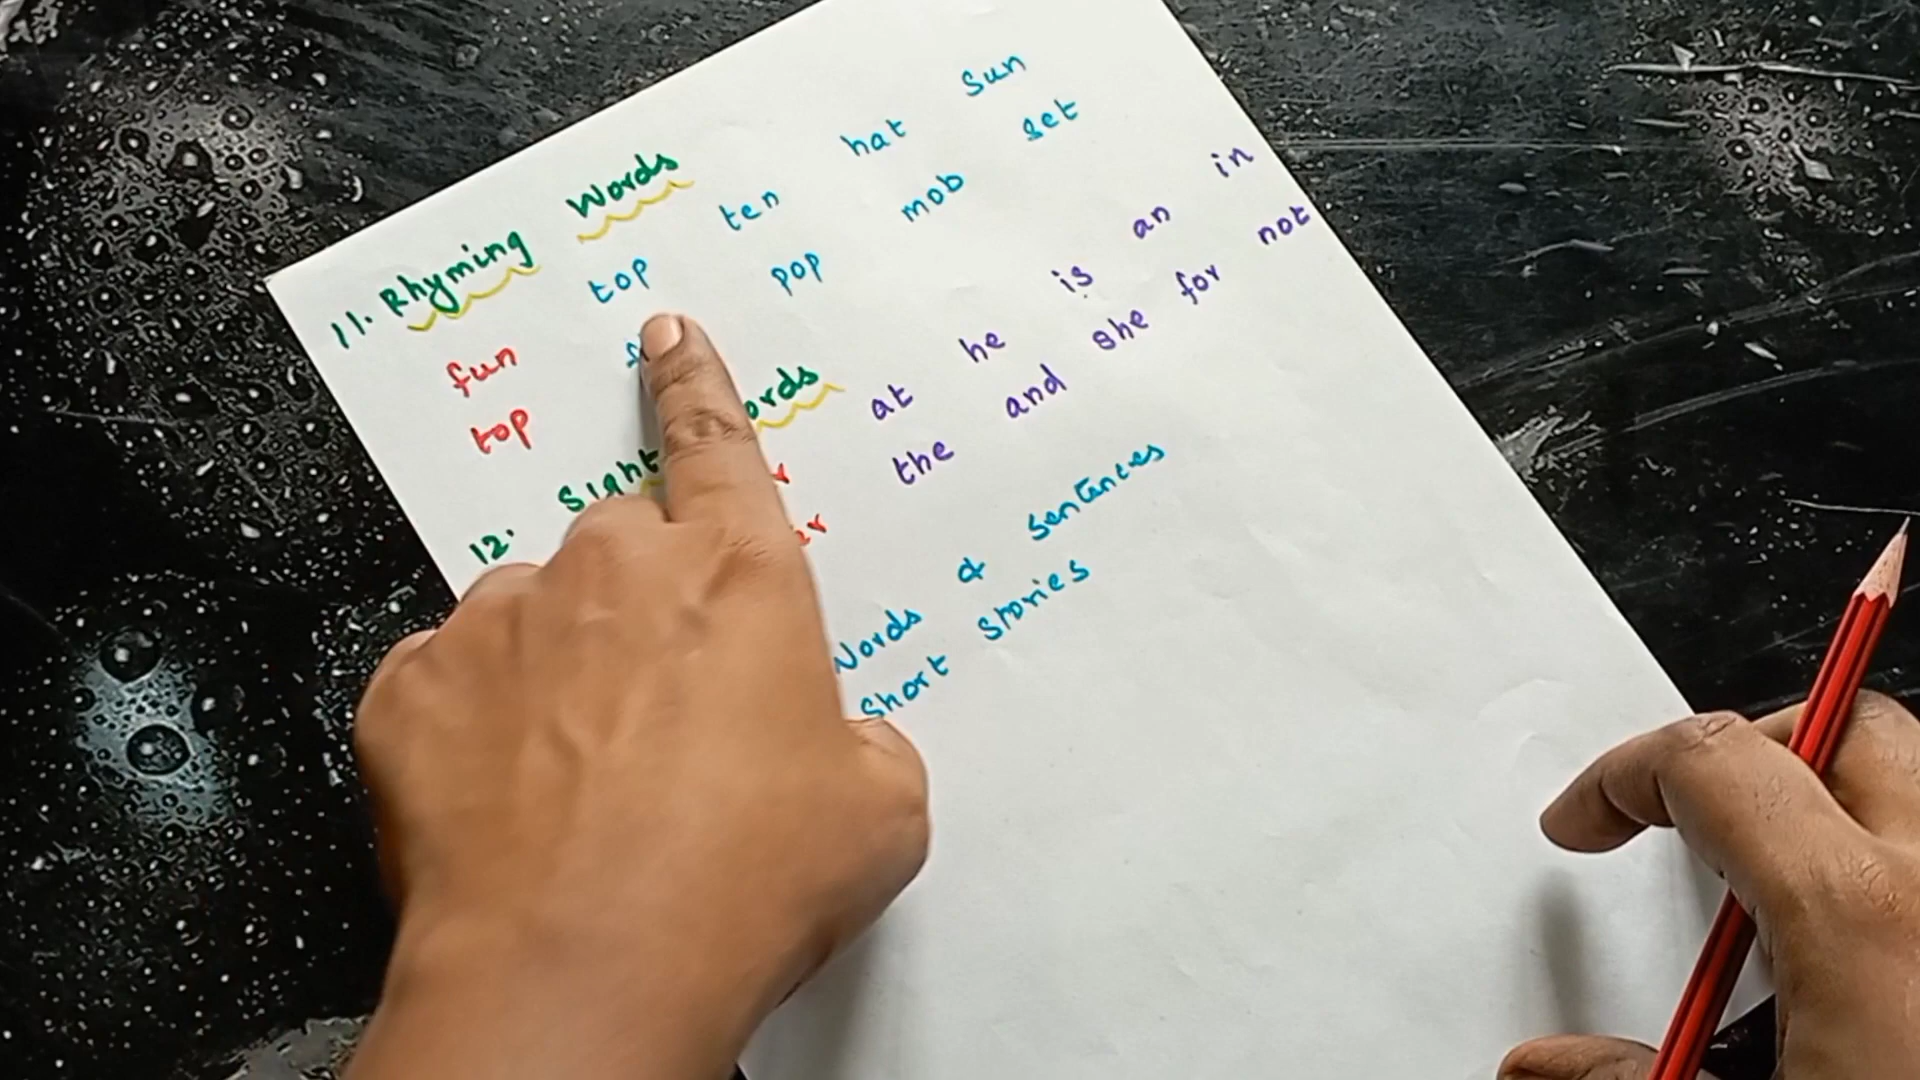 11. Rhyming Words
fun top ten hat sun
top pop mob set
12. Sight
at he is an in
the and she for not
Words & sentences
Short stories